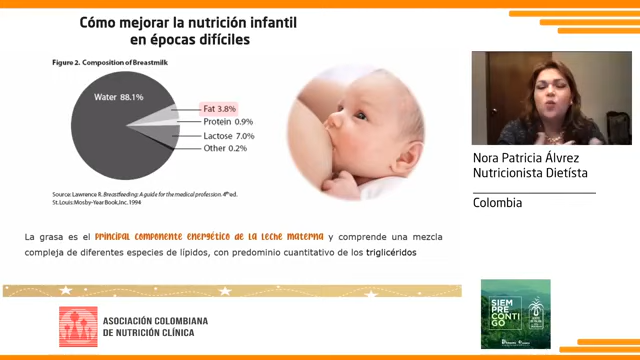 Cómo mejorar la nutrición infantil
en épocas difíciles
Figure 2. Composition of Breastmilk
Water 88.1%
Fat 3.8%
Protein 0.9%
Lactose 7.0%
Other 0.2%
Source: Lawrence R. Breastfeeding: A guide for the medical profession. 4th ed.
St. Louis: Mosby-Year Book, Inc. 1994
La grasa es el principal componente energético de la leche materna y comprende una mezcla
compleja de diferentes especies de lípidos, con predominio cuantitativo de los triglicéridos
Nora Patricia Álvrez
Nutricionista Dietísta
Colombia
ASOCIACIÓN COLOMBIANA
DE NUTRICIÓN CLÍNICA
SIEM
PRE
CONTI
GO